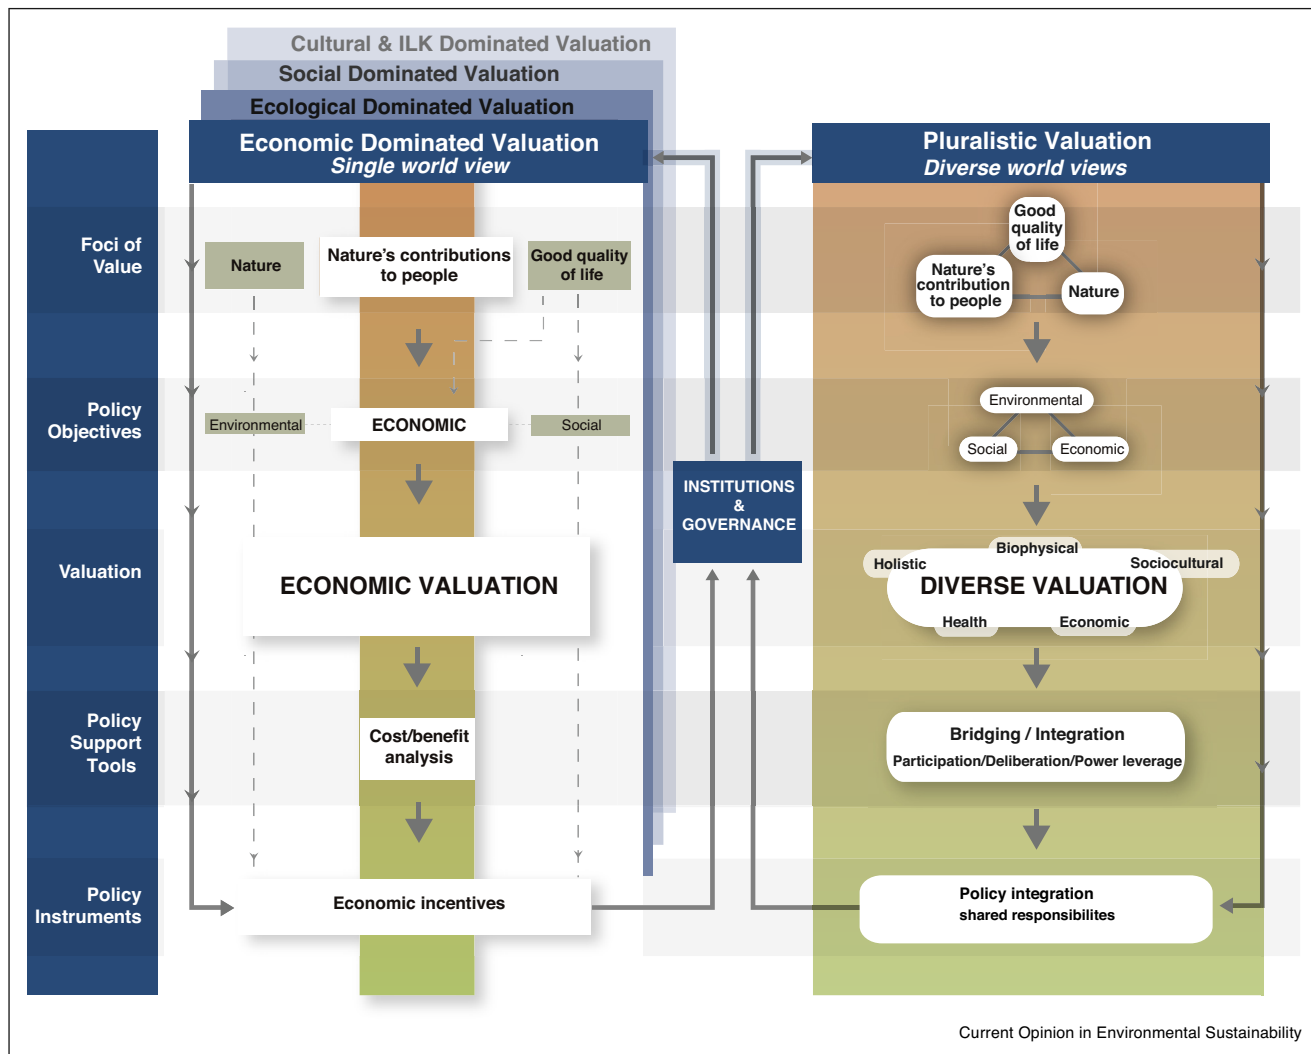 Cultural & ILK Dominated Valuation
Social Dominated Valuation
Ecological Dominated Valuation
Economic Dominated Valuation
Single world view
Pluralistic Valuation
Diverse world views
Foci of
Value
Nature
Nature's contributions
to people
Good quality
of life
Good
quality
of life
Nature's
contribution
to people
Nature
Policy
Objectives
Environmental
ECONOMIC
Social
Environmental
Social
Economic
INSTITUTIONS
&
GOVERNANCE
Valuation
ECONOMIC VALUATION
Biophysical
Holistic
Sociocultural
DIVERSE VALUATION
Health
Economic
Policy
Support
Tools
Cost/benefit
analysis
Bridging / Integration
Participation/Deliberation/Power leverage
Policy
Instruments
Economic incentives
Policy integration
shared responsibilites
Current Opinion in Environmental Sustainability